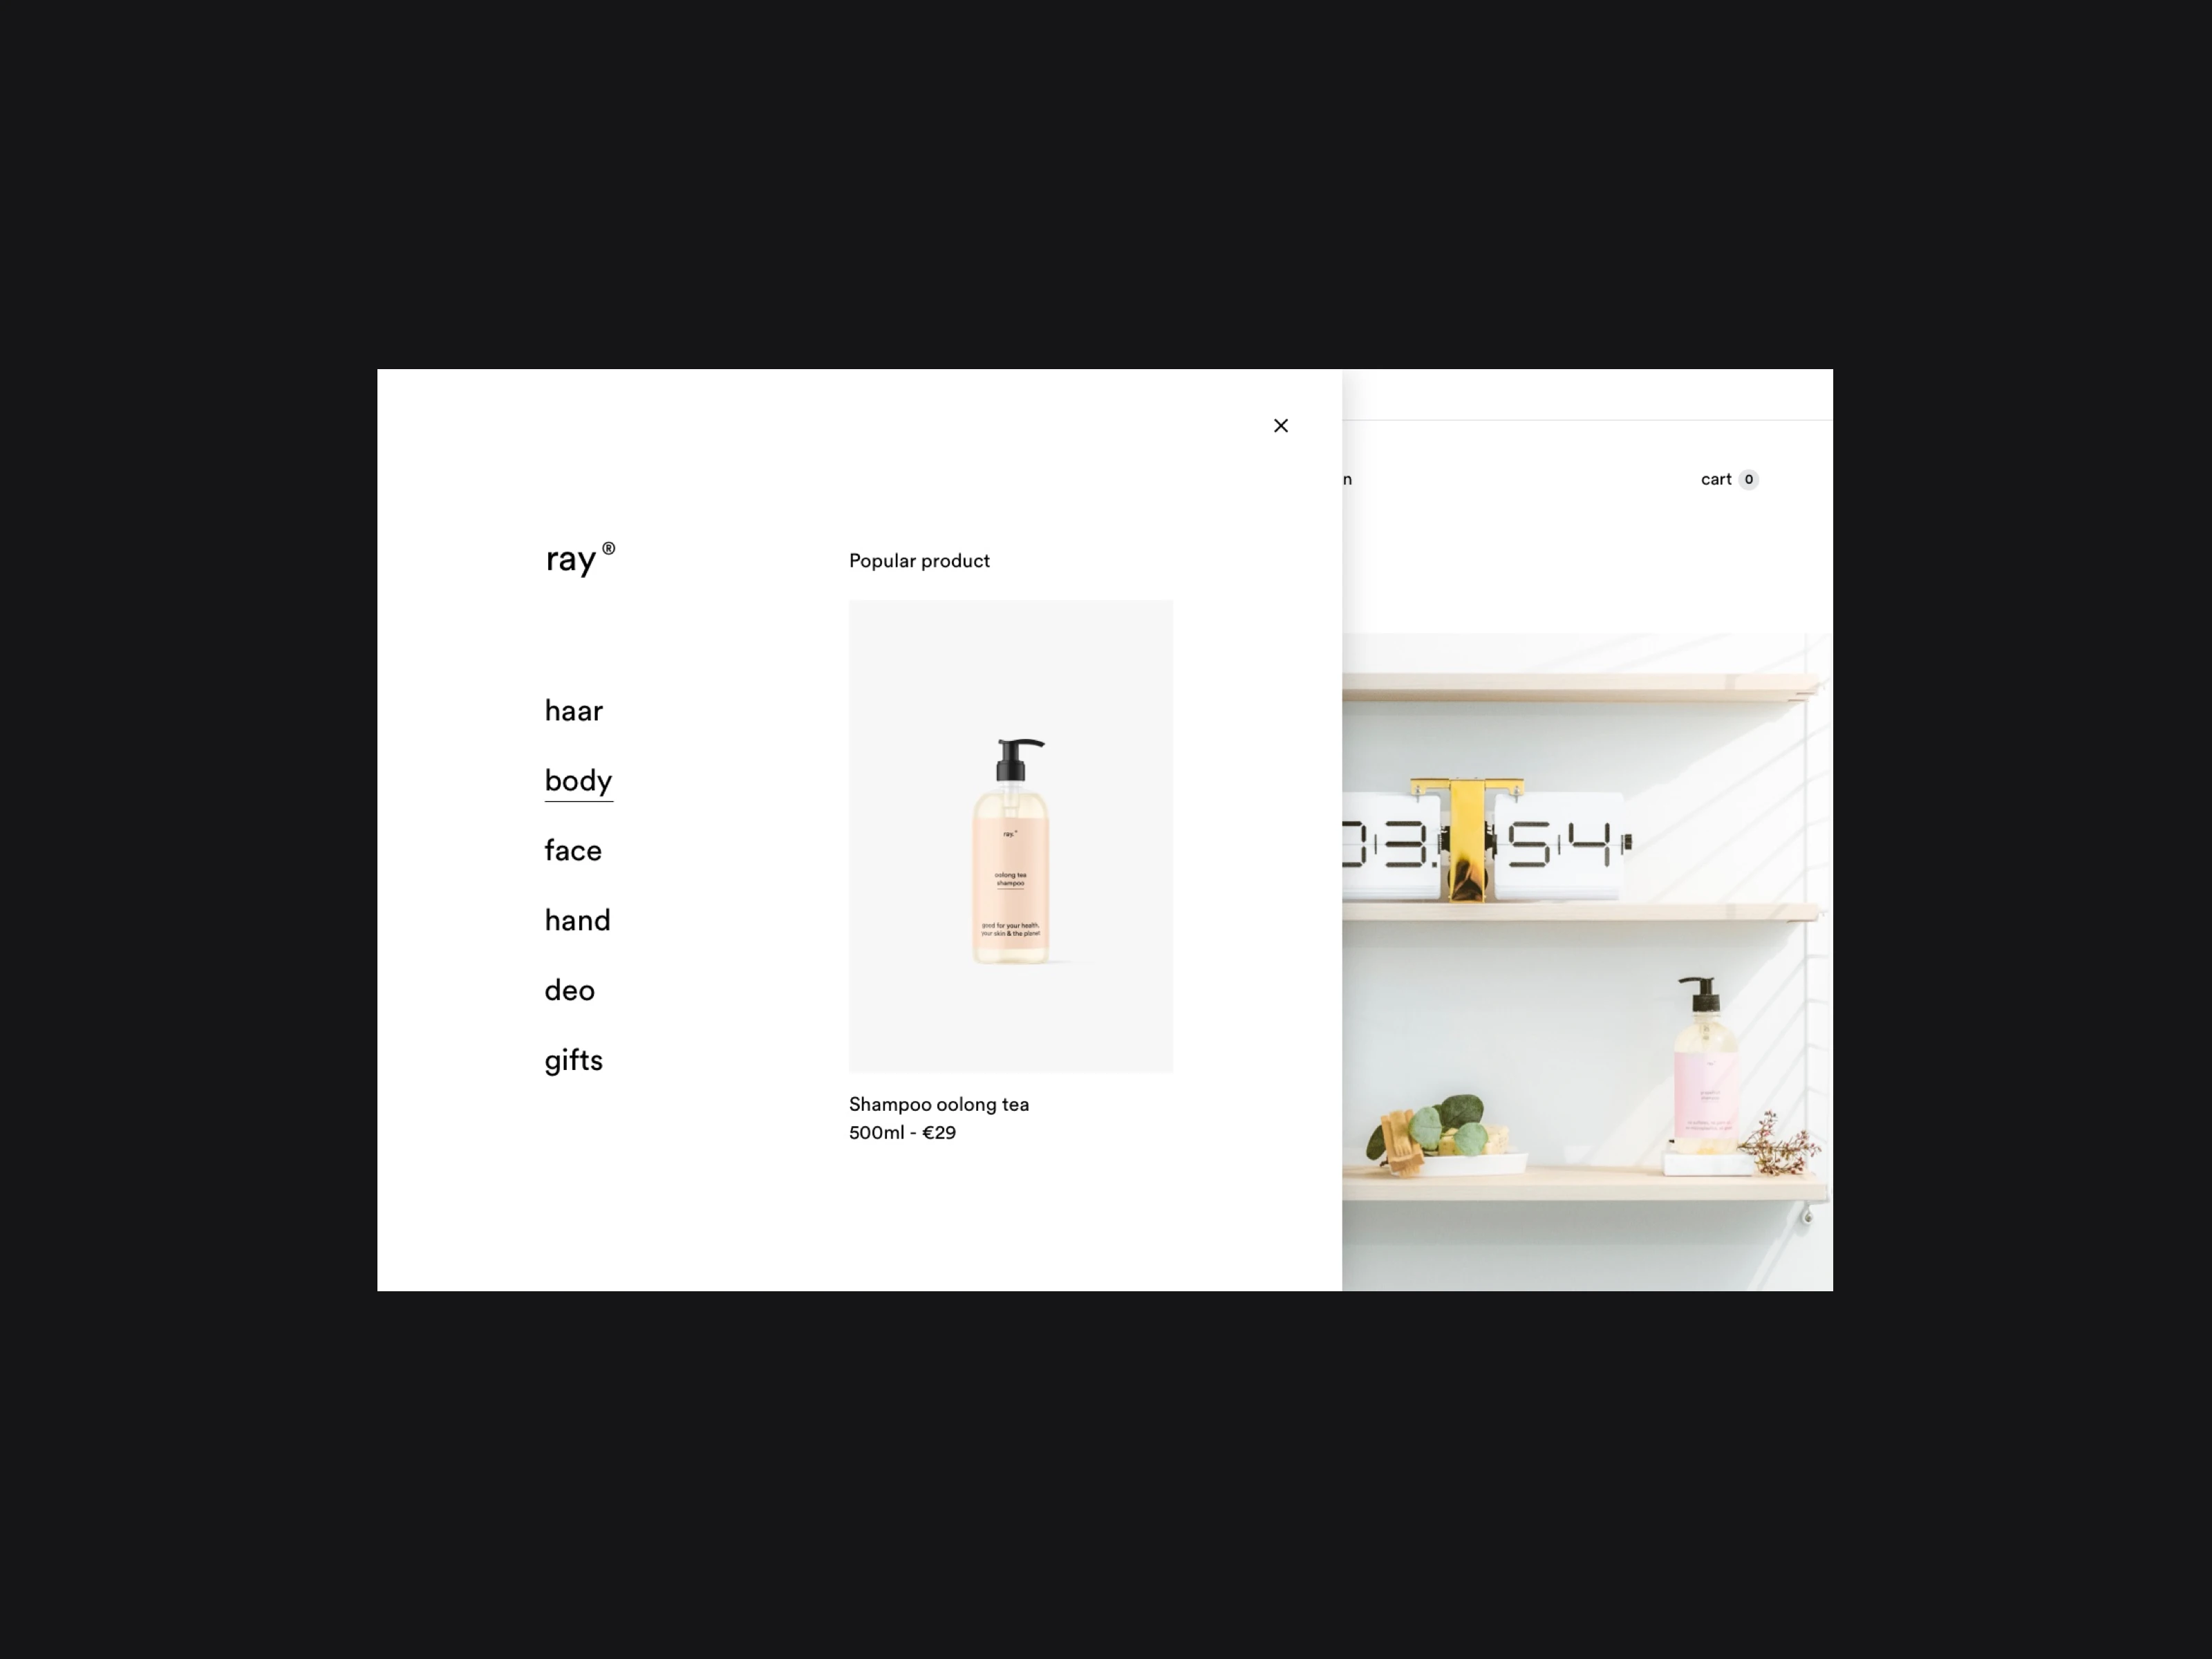 ray ®
Popular product
haar
body
face
hand
deo
gifts
ray.®
oolong tea
shampoo
good for your health,
your skin & the planet
Shampoo oolong tea
500ml - €29
n
cart 0
03.
54